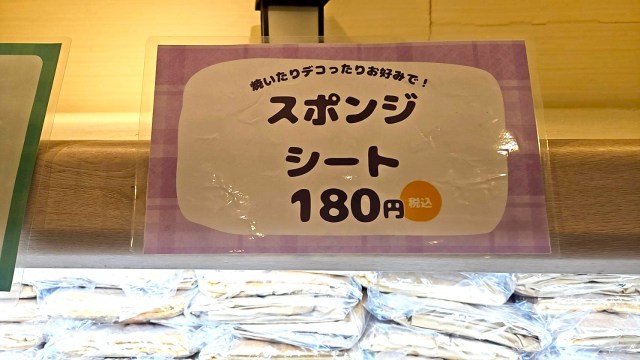 焼いたりデコったりお好みで!
スポンジ
シート
180円 税込